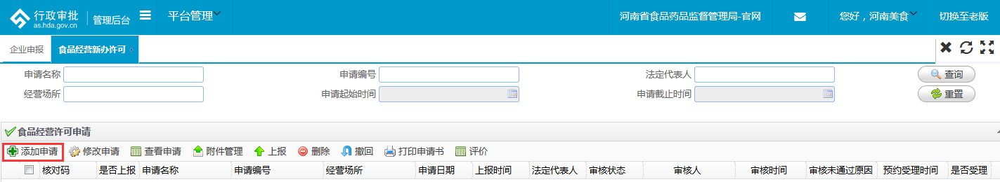 行政审批 管理后台 平台管理 河南省食品药品监督管理局-官网 您好，河南美食 切换至老版
as.hda.gov.cn
企业申报 食品经营新办许可
申请名称 申请编号 法定代表人 查询
经营场所 申请起始时间 申请截止时间 重置
食品经营许可申请
添加申请 修改申请 查看申请 附件管理 上报 删除 撤回 打印申请书 评价
核对码 是否上报 申请名称 申请编号 经营场所 申请日期 上报时间 法定代表人 审核状态 审核人 审核时间 审核未通过原因 预约受理时间 是否受理